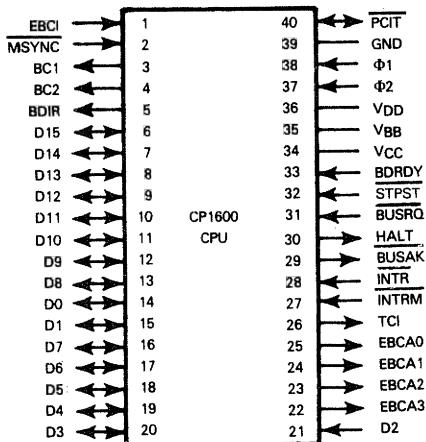 EBCI 1 40 PCIT
MSYNC 2 39 GND
BC1 3 38 Φ1
BC2 4 37 Φ2
BDIR 5 36 VDD
D15 6 35 VBB
D14 7 34 VCC
D13 8 33 BDRDY
D12 9 32 STPST
D11 10 CP1600 31 BUSRQ
D10 11 CPU 30 HALT
D9 12 29 BUSAK
D8 13 28 INTR
D0 14 27 INTRM
D1 15 26 TCI
D7 16 25 EBCA0
D6 17 24 EBCA1
D5 18 23 EBCA2
D4 19 22 EBCA3
D3 20 21 D2